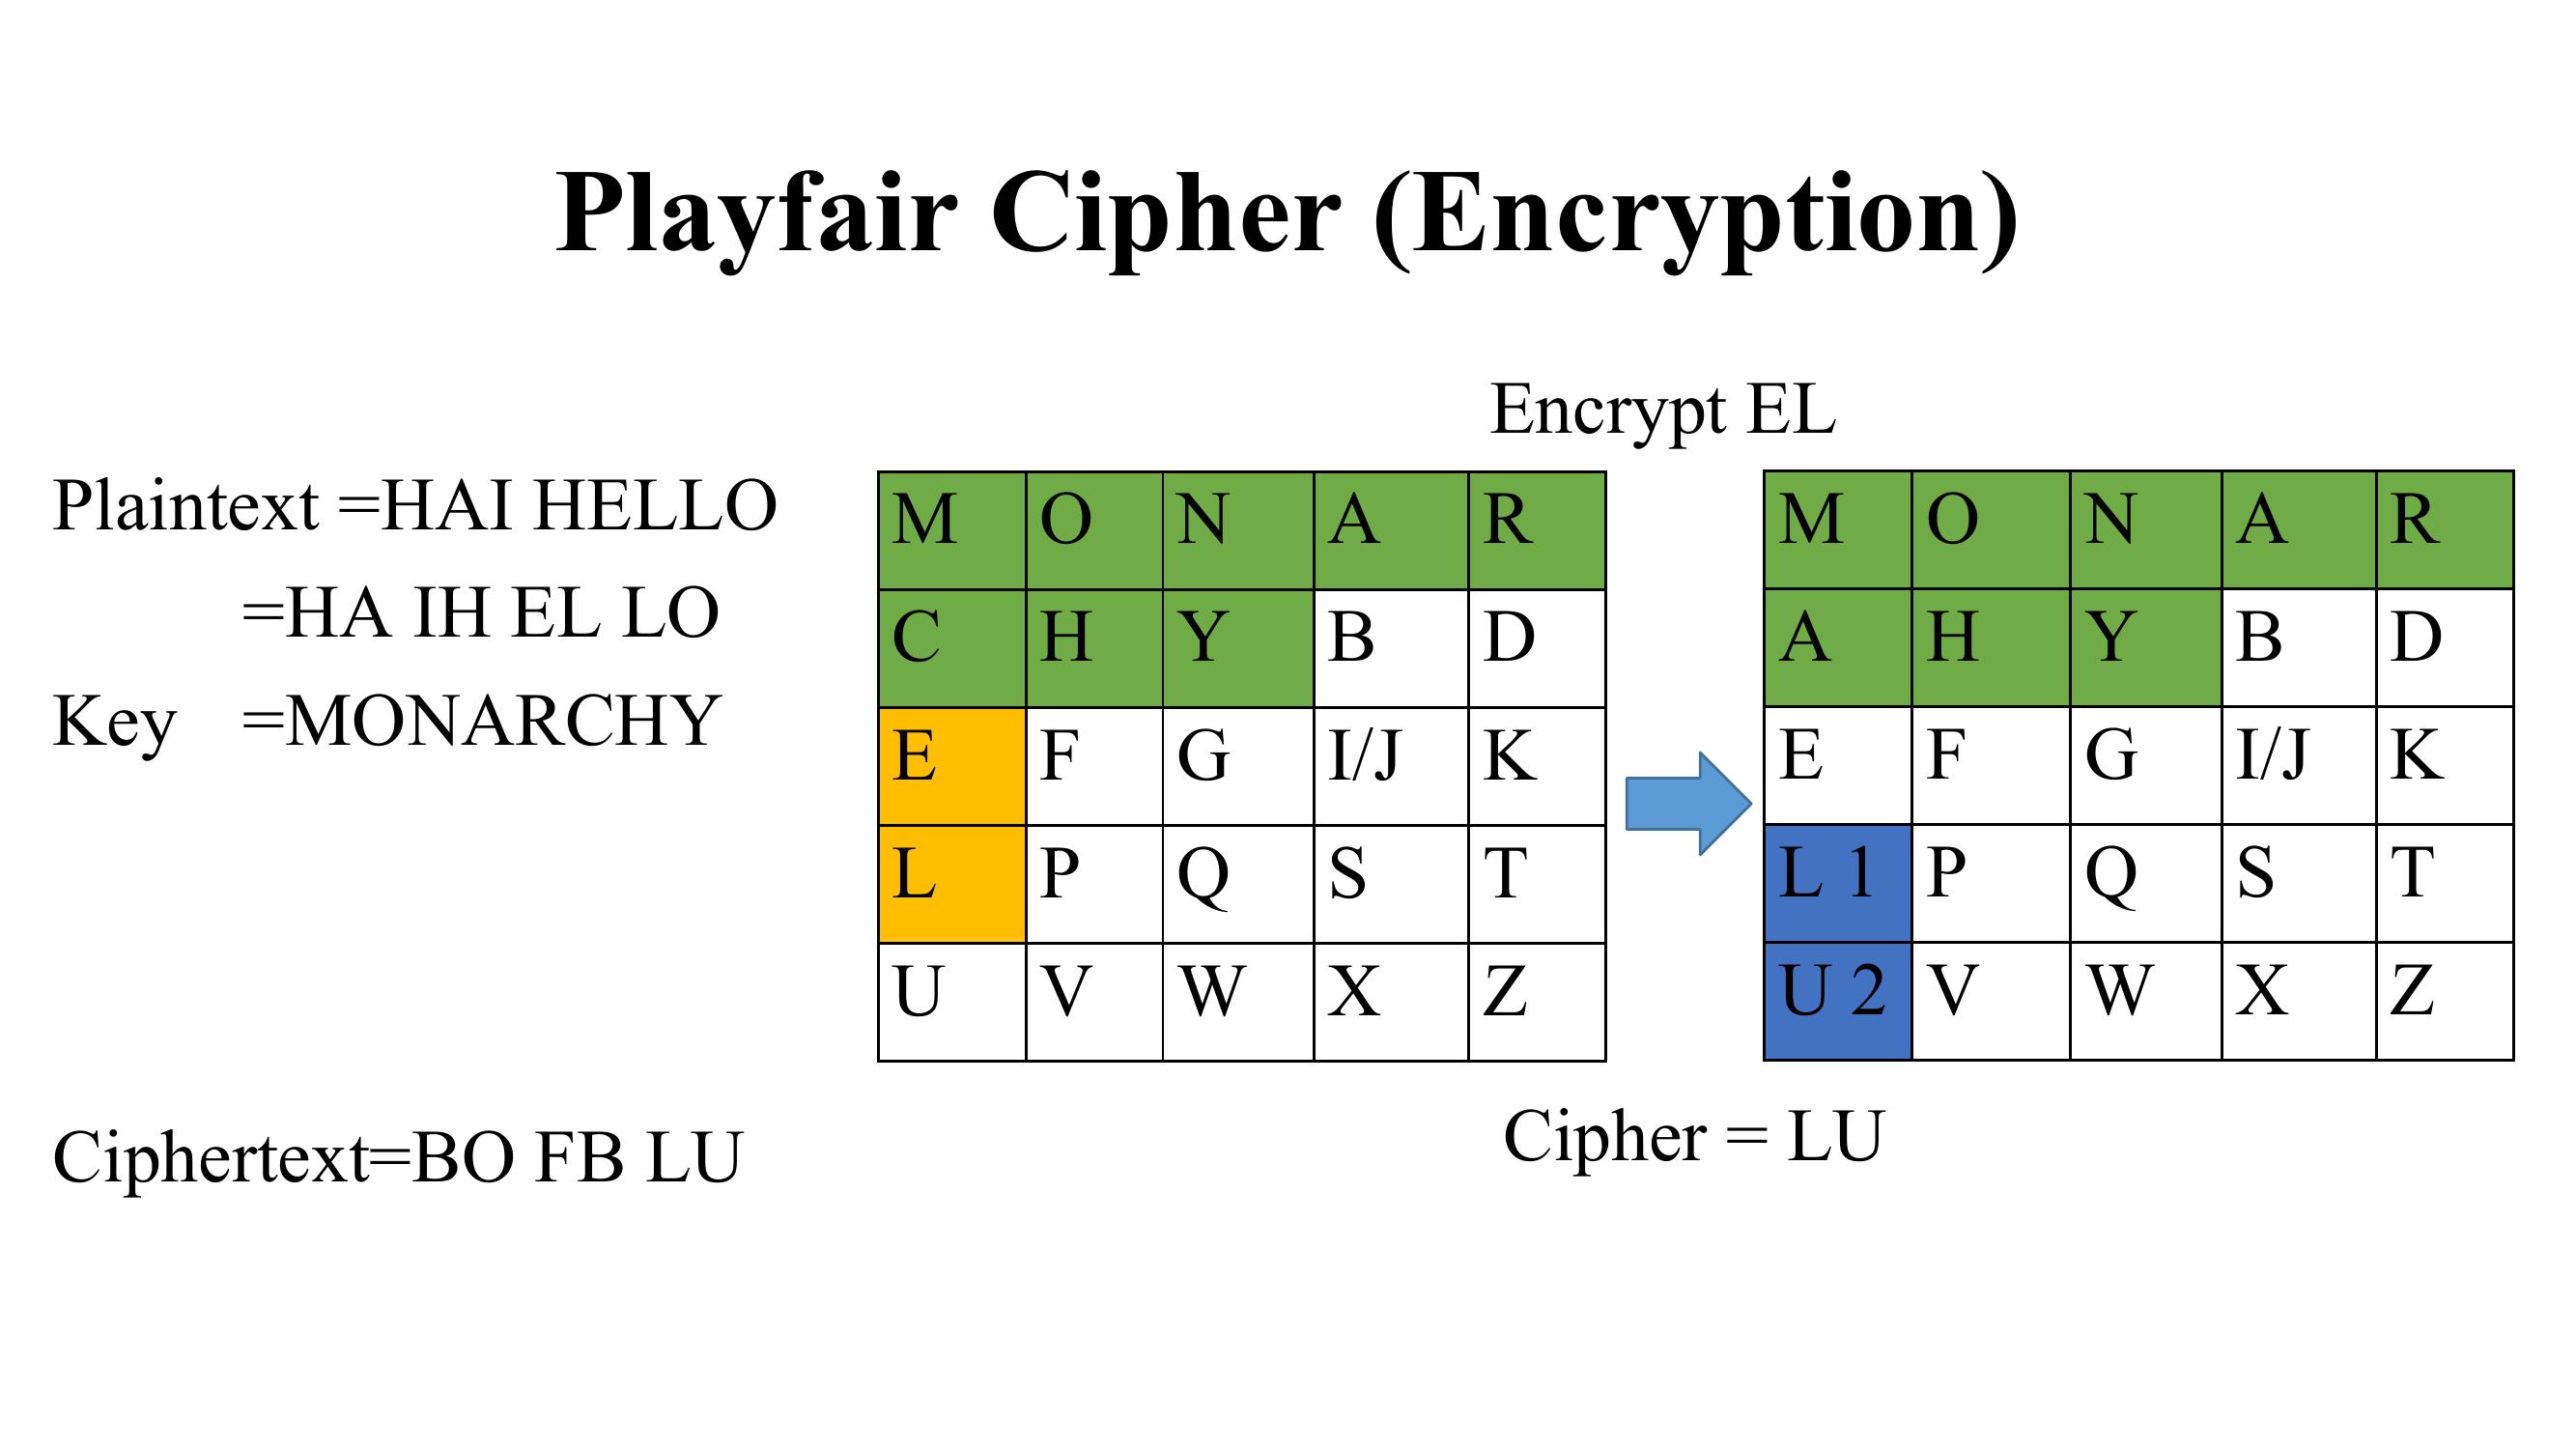 Playfair Cipher (Encryption)
Encrypt EL
Plaintext =HAI HELLO
=HA IH EL LO
Key =MONARCHY
M O N A R
C H Y B D
E F G I/J K
L P Q S T
U V W X Z
M O N A R
A H Y B D
E F G I/J K
L 1 P Q S T
U 2 V W X Z
Ciphertext=BO FB LU
Cipher = LU